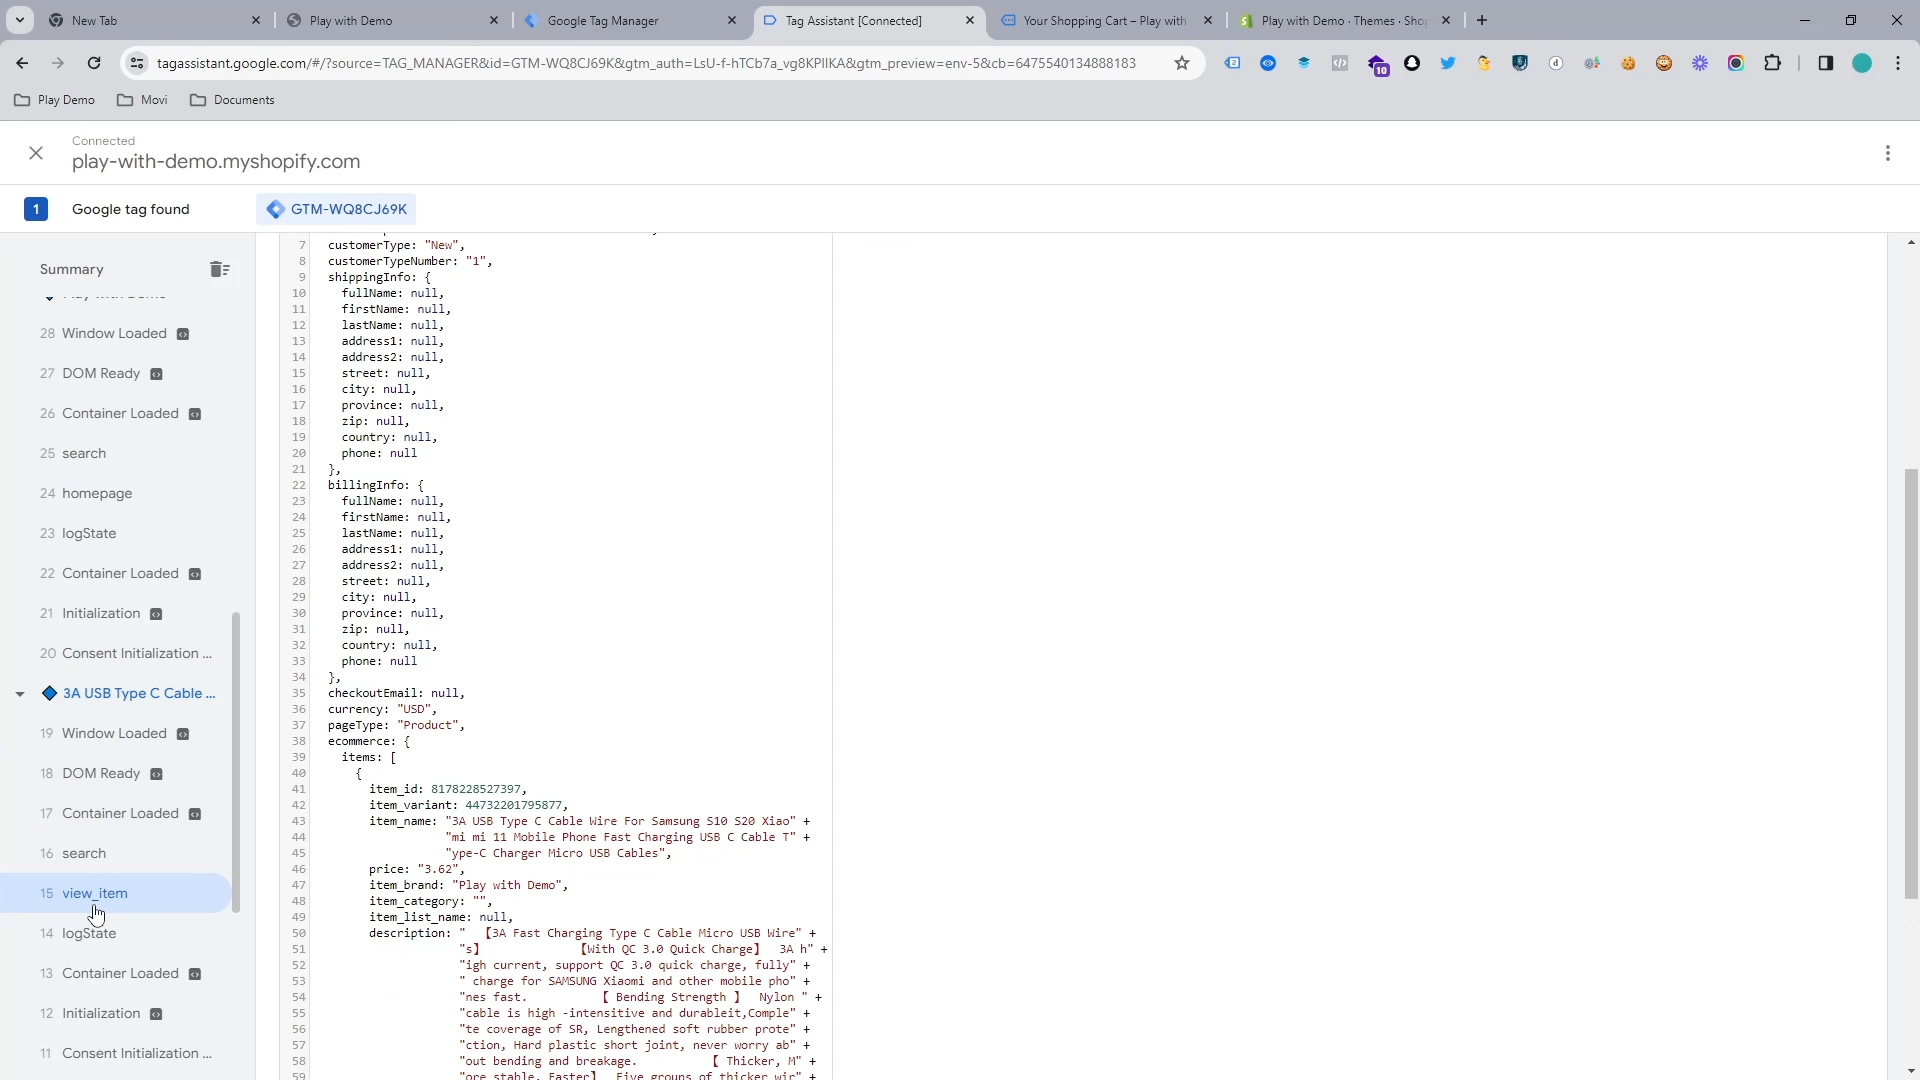 New Tab
Play with Demo
Google Tag Manager
Tag Assistant [Connected]
Your Shopping Cart – Play with
Play with Demo · Themes · Shop
tagassistant.google.com/#/?source=TAG_MANAGER&id=GTM-WQ8CJ69K&gtm_auth=LsU-f-hTCb7a_vg8KPIIKA&gtm_preview=env-5&cb=6475540134888183
10
Play Demo
Movi
Documents
Connected
play-with-demo.myshopify.com
1 Google tag found
GTM-WQ8CJ69K
Summary
28 Window Loaded
27 DOM Ready
26 Container Loaded
25 search
24 homepage
23 logState
22 Container Loaded
21 Initialization
20 Consent Initialization ...
3A USB Type C Cable ...
19 Window Loaded
18 DOM Ready
17 Container Loaded
16 search
15 view_item
14 logState
13 Container Loaded
12 Initialization
11 Consent Initialization ...
7 customerType: "New",
8 customerTypeNumber: "1",
9 shippingInfo: {
10 fullName: null,
11 firstName: null,
12 lastName: null,
13 address1: null,
14 address2: null,
15 street: null,
16 city: null,
17 province: null,
18 zip: null,
19 country: null,
20 phone: null
21 },
22 billingInfo: {
23 fullName: null,
24 firstName: null,
25 lastName: null,
26 address1: null,
27 address2: null,
28 street: null,
29 city: null,
30 province: null,
31 zip: null,
32 country: null,
33 phone: null
34 },
35 checkoutEmail: null,
36 currency: "USD",
37 pageType: "Product",
38 ecommerce: {
39 items: [
40 {
41 item_id: 8178228527397,
42 item_variant: 44732201795877,
43 item_name: "3A USB Type C Cable Wire For Samsung S10 S20 Xiao" +
44 "mi mi 11 Mobile Phone Fast Charging USB C Cable T" +
45 "ype-C Charger Micro USB Cables",
46 price: "3.62",
47 item_brand: "Play with Demo",
48 item_category: "",
49 item_list_name: null,
50 description: " 【3A Fast Charging Type C Cable Micro USB Wire" +
51 "s】 【With QC 3.0 Quick Charge】 3A h" +
52 "igh current, support QC 3.0 quick charge, fully" +
53 " charge for SAMSUNG Xiaomi and other mobile pho" +
54 "nes fast. 【 Bending Strength 】 Nylon " +
55 "cable is high -intensitive and durableit,Comple" +
56 "te coverage of SR, Lengthened soft rubber prote" +
57 "ction, Hard plastic short joint, never worry ab" +
58 "out bending and breakage. 【 Thicker, M" +
59 "ore stable, Faster】 Five groups of thicker wir" +